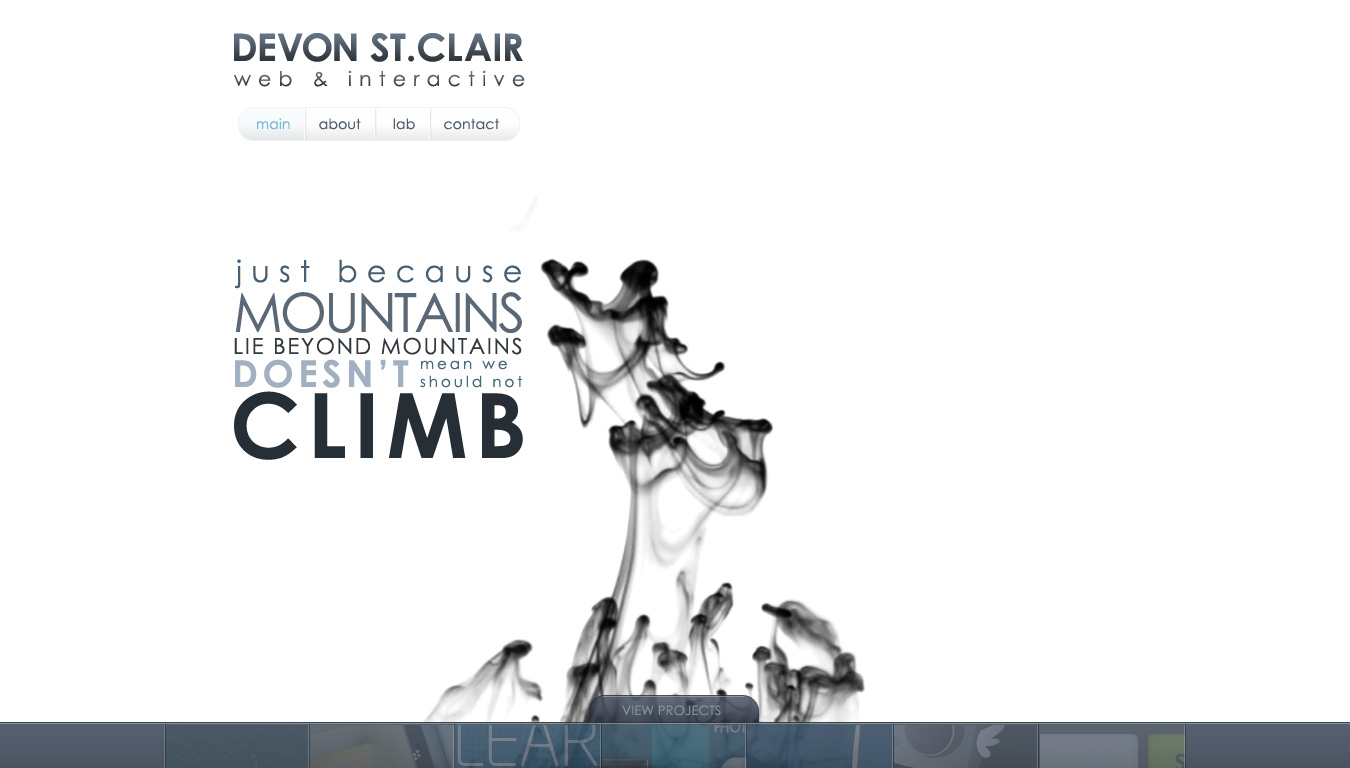 DEVON ST.CLAIR
web & interactive
main about lab contact
just because
MOUNTAINS
LIE BEYOND MOUNTAINS
DOESN'T mean we
should not
CLIMB
VIEW PROJECTS
LEAR